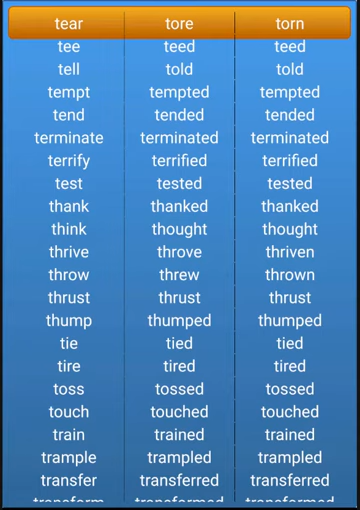 tear tore torn
tee teed teed
tell told told
tempt tempted tempted
tend tended tended
terminate terminated terminated
terrify terrified terrified
test tested tested
thank thanked thanked
think thought thought
thrive throve thriven
throw threw thrown
thrust thrust thrust
thump thumped thumped
tie tied tied
tire tired tired
toss tossed tossed
touch touched touched
train trained trained
trample trampled trampled
transfer transferred transferred
transform transformed transformed